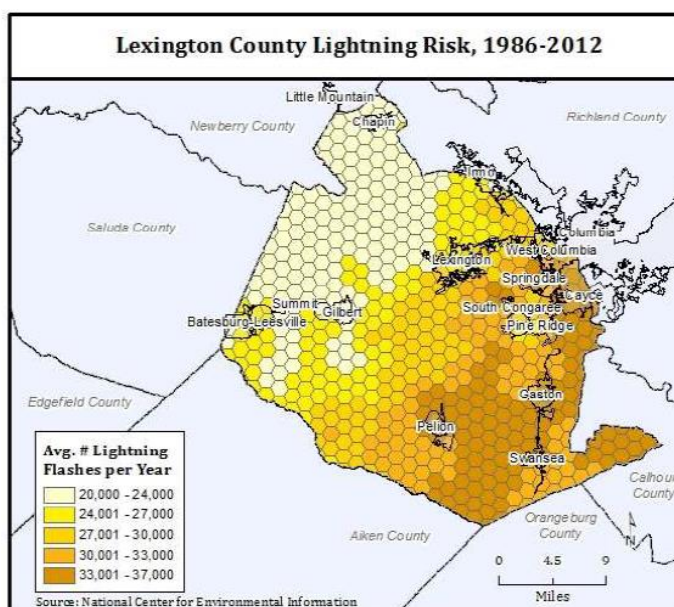 Lexington County Lightning Risk, 1986-2012
Little Mountain
Chapin
Newberry County
Richland County
Irmo
Saluda County
Columbia
West Columbia
Lexington
Springdale
Summit
South Congaree
Cayce
Gilbert
Batesburg-Leesville
Pine Ridge
Edgefield County
Gaston
Pelion
Swansea
Calhoun
County
Avg. # Lightning
Flashes per Year
20,000 - 24,000
24,001 - 27,000
27,001 - 30,000
30,001 - 33,000
33,001 - 37,000
Aiken County
Orangeburg
County
N
0 4.5 9
Miles
Source: National Center for Environmental Information